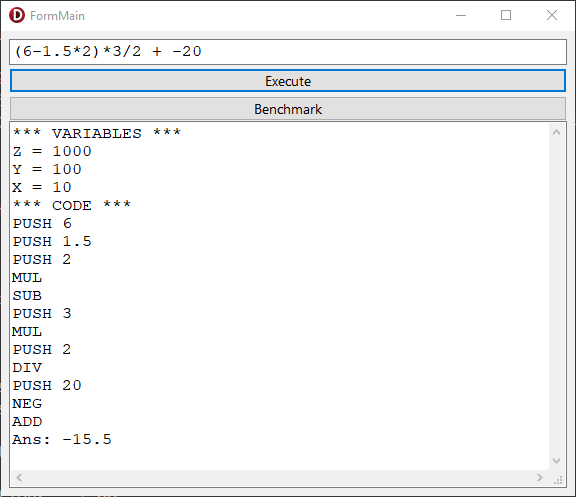 FormMain
(6-1.5*2)*3/2 + -20
Execute
Benchmark
*** VARIABLES ***
Z = 1000
Y = 100
X = 10
*** CODE ***
PUSH 6
PUSH 1.5
PUSH 2
MUL
SUB
PUSH 3
MUL
PUSH 2
DIV
PUSH 20
NEG
ADD
Ans: -15.5